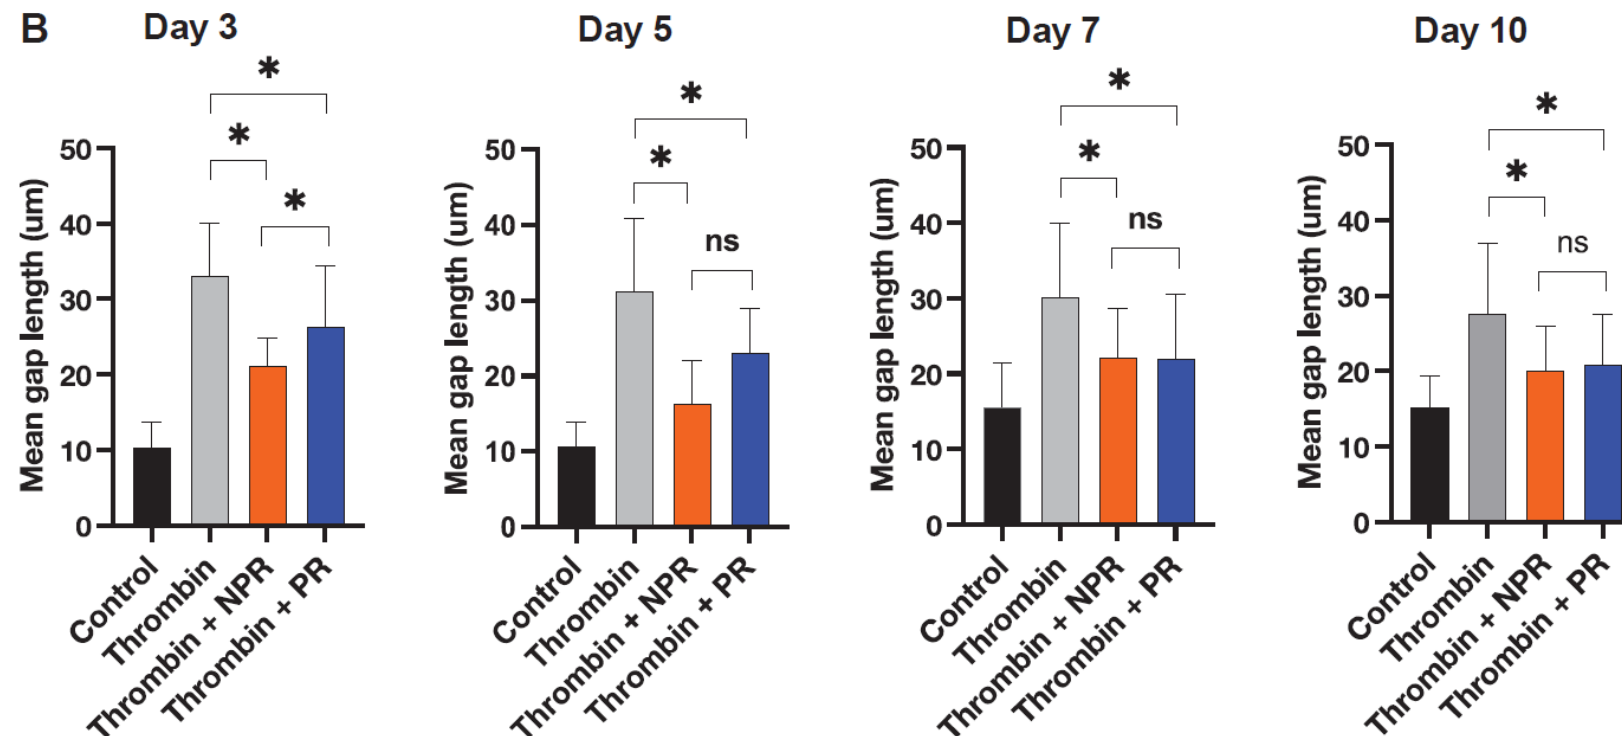 B
Day 3
Day 5
Day 7
Day 10
Mean gap length (um)
50
40
30
20
10
0
*
*
*
Control
Thrombin
Thrombin + NPR
Thrombin + PR
Mean gap length (um)
50
40
30
20
10
0
*
*
ns
Control
Thrombin
Thrombin + NPR
Thrombin + PR
Mean gap length (um)
50
40
30
20
10
0
*
*
ns
Control
Thrombin
Thrombin + NPR
Thrombin + PR
Mean gap length (um)
50
40
30
20
10
0
*
*
ns
Control
Thrombin
Thrombin + NPR
Thrombin + PR